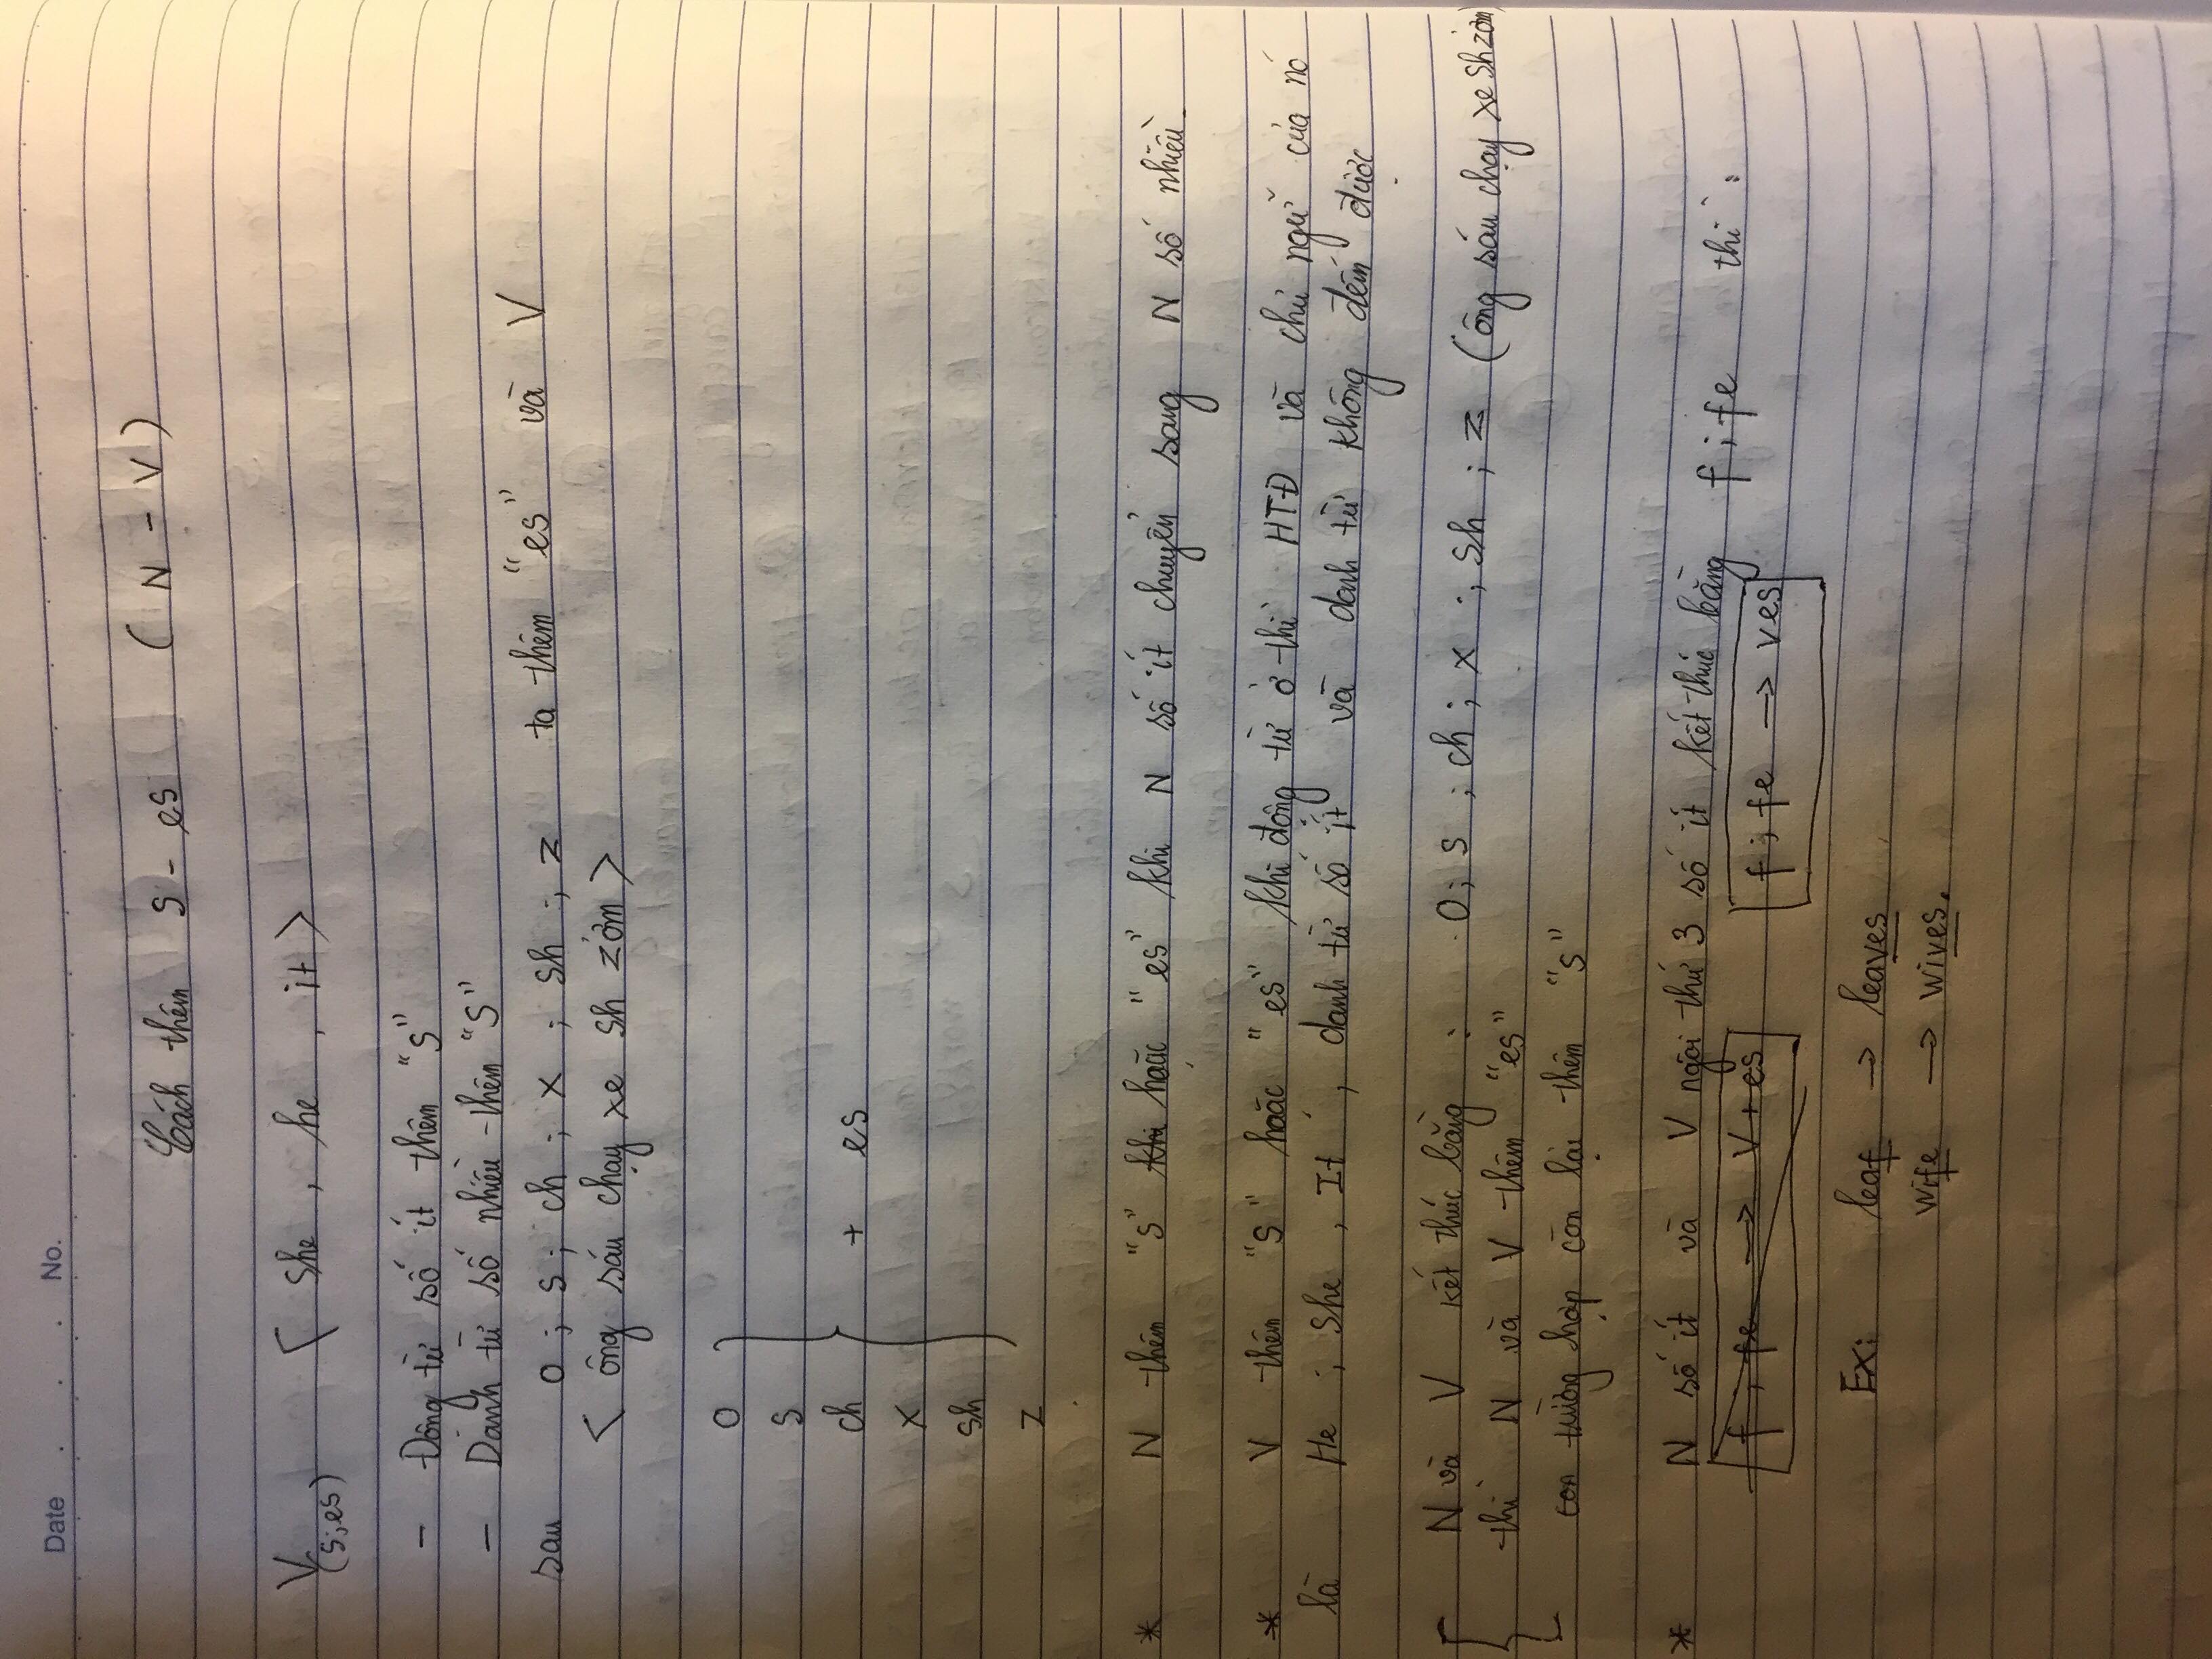 Date . . . No.
Cách thêm s - es ( N - V )
V(s;es) < she , he , it >
- Động từ số ít thêm "s"
- Danh từ số nhiều thêm "s"
sau o ; s ; ch ; x ; sh ; z ta thêm "es" và V
< ông sáu chạy xe sh zởm >
o
s
ch + es
x
sh
z
* N thêm "s" khi hoặc "es" khi N số ít chuyển sang N số nhiều
* V thêm "s" hoặc "es" khi động từ ở thì HTĐ và chủ ngữ của nó
là He ; She , It , danh từ số ít và danh từ không đếm được
N và V kết thúc bằng : o ; s ; ch ; x ; sh ; z (ông sáu chạy xe sh zởm)
thì N và V thêm "es"
còn trường hợp còn lại thêm "s"
* N số ít và V ngôi thứ 3 số ít kết thúc bằng f ; fe thì :
f , fe → V + es f ; fe → ves
Ex: leaf → leaves
wife → wives.